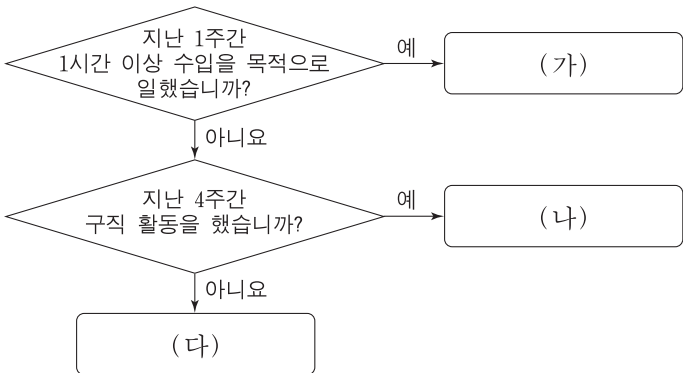 지난 1주간
1시간 이상 수입을 목적으로
일했습니까?
예
(가)
아니요
지난 4주간
구직 활동을 했습니까?
예
(나)
아니요
(다)